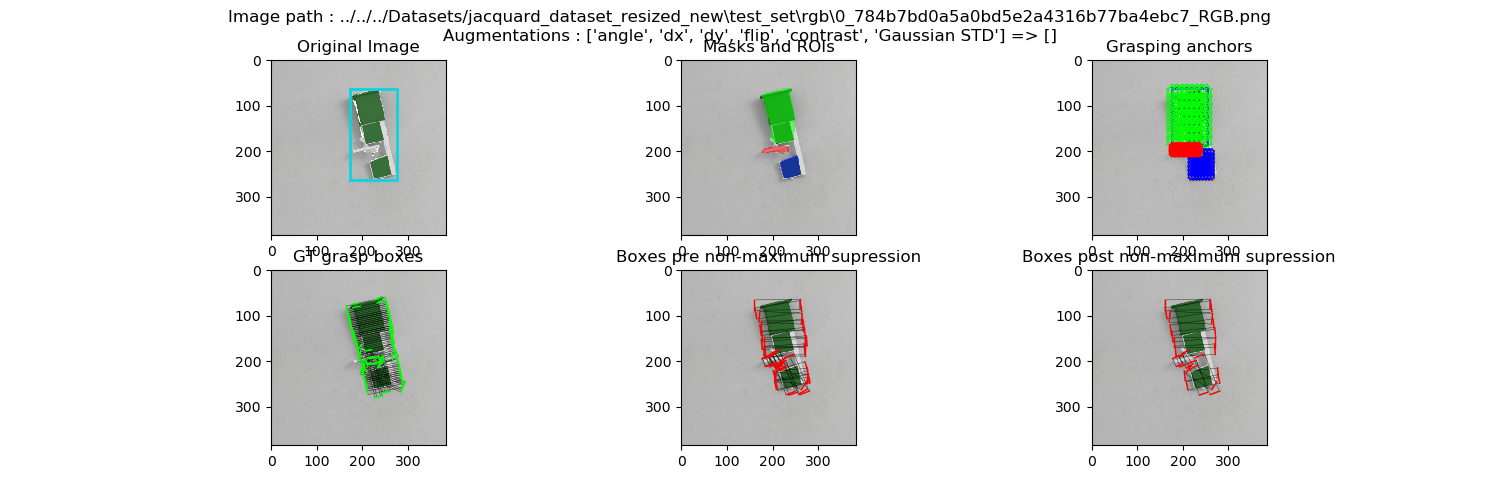 Image path : ../../../Datasets/jacquard_dataset_resized_new\test_set\rgb\0_784b7bd0a5a0bd5e2a4316b77ba4ebc7_RGB.png
Augmentations : ['angle', 'dx', 'dy', 'flip', 'contrast', 'Gaussian STD'] => []
Original Image
Masks and ROIs
Grasping anchors
0
100
200
300
0 100 200 300
0
100
200
300
0 100 200 300
0
100
200
300
0 100 200 300
GT grasp boxes
Boxes pre non-maximum supression
Boxes post non-maximum supression
0
100
200
300
0 100 200 300
0
100
200
300
0 100 200 300
0
100
200
300
0 100 200 300